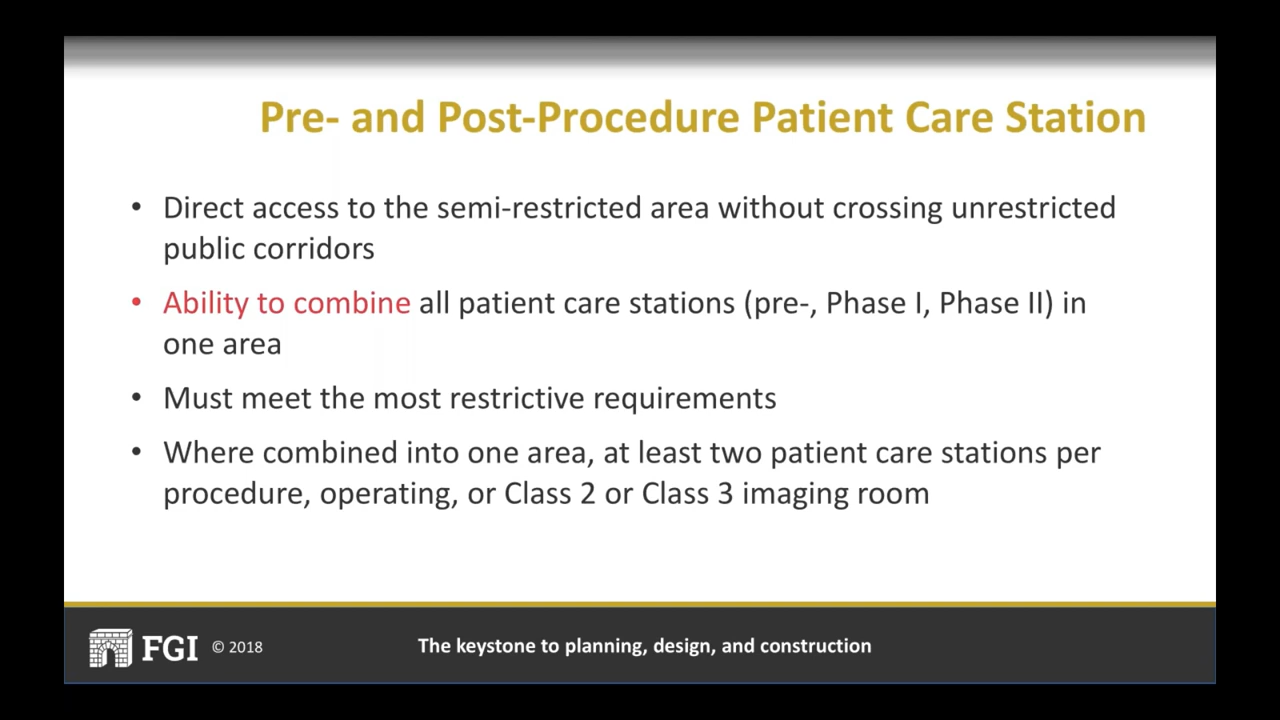 Pre- and Post-Procedure Patient Care Station
• Direct access to the semi-restricted area without crossing unrestricted
public corridors
• Ability to combine all patient care stations (pre-, Phase I, Phase II) in
one area
• Must meet the most restrictive requirements
• Where combined into one area, at least two patient care stations per
procedure, operating, or Class 2 or Class 3 imaging room
FGI © 2018 The keystone to planning, design, and construction